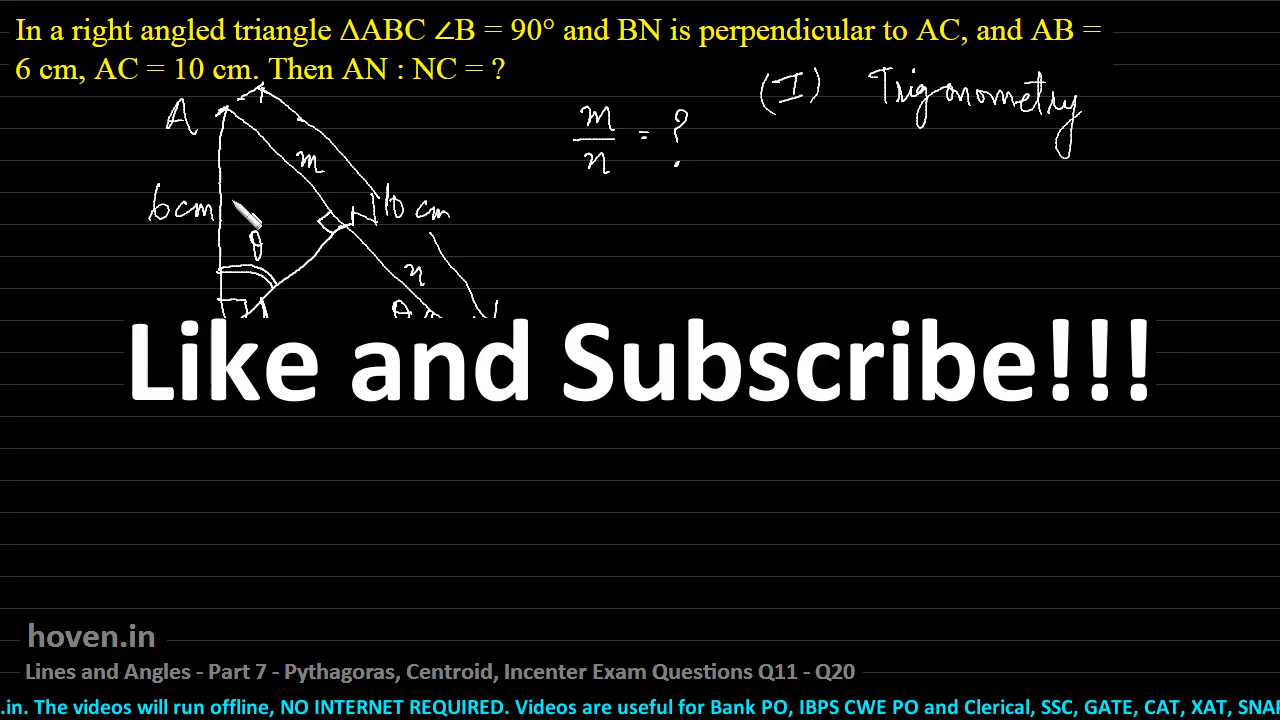 In a right angled triangle ΔABC ∠B = 90° and BN is perpendicular to AC, and AB =
6 cm, AC = 10 cm. Then AN : NC = ?
(I) Trigonometry
A
m
m/n = ?
6 cm
N
10 cm
θ
n
θ
Like and Subscribe!!!
hoven.in
Lines and Angles - Part 7 - Pythagoras, Centroid, Incenter Exam Questions Q11 - Q20
.in. The videos will run offline, NO INTERNET REQUIRED. Videos are useful for Bank PO, IBPS CWE PO and Clerical, SSC, GATE, CAT, XAT,